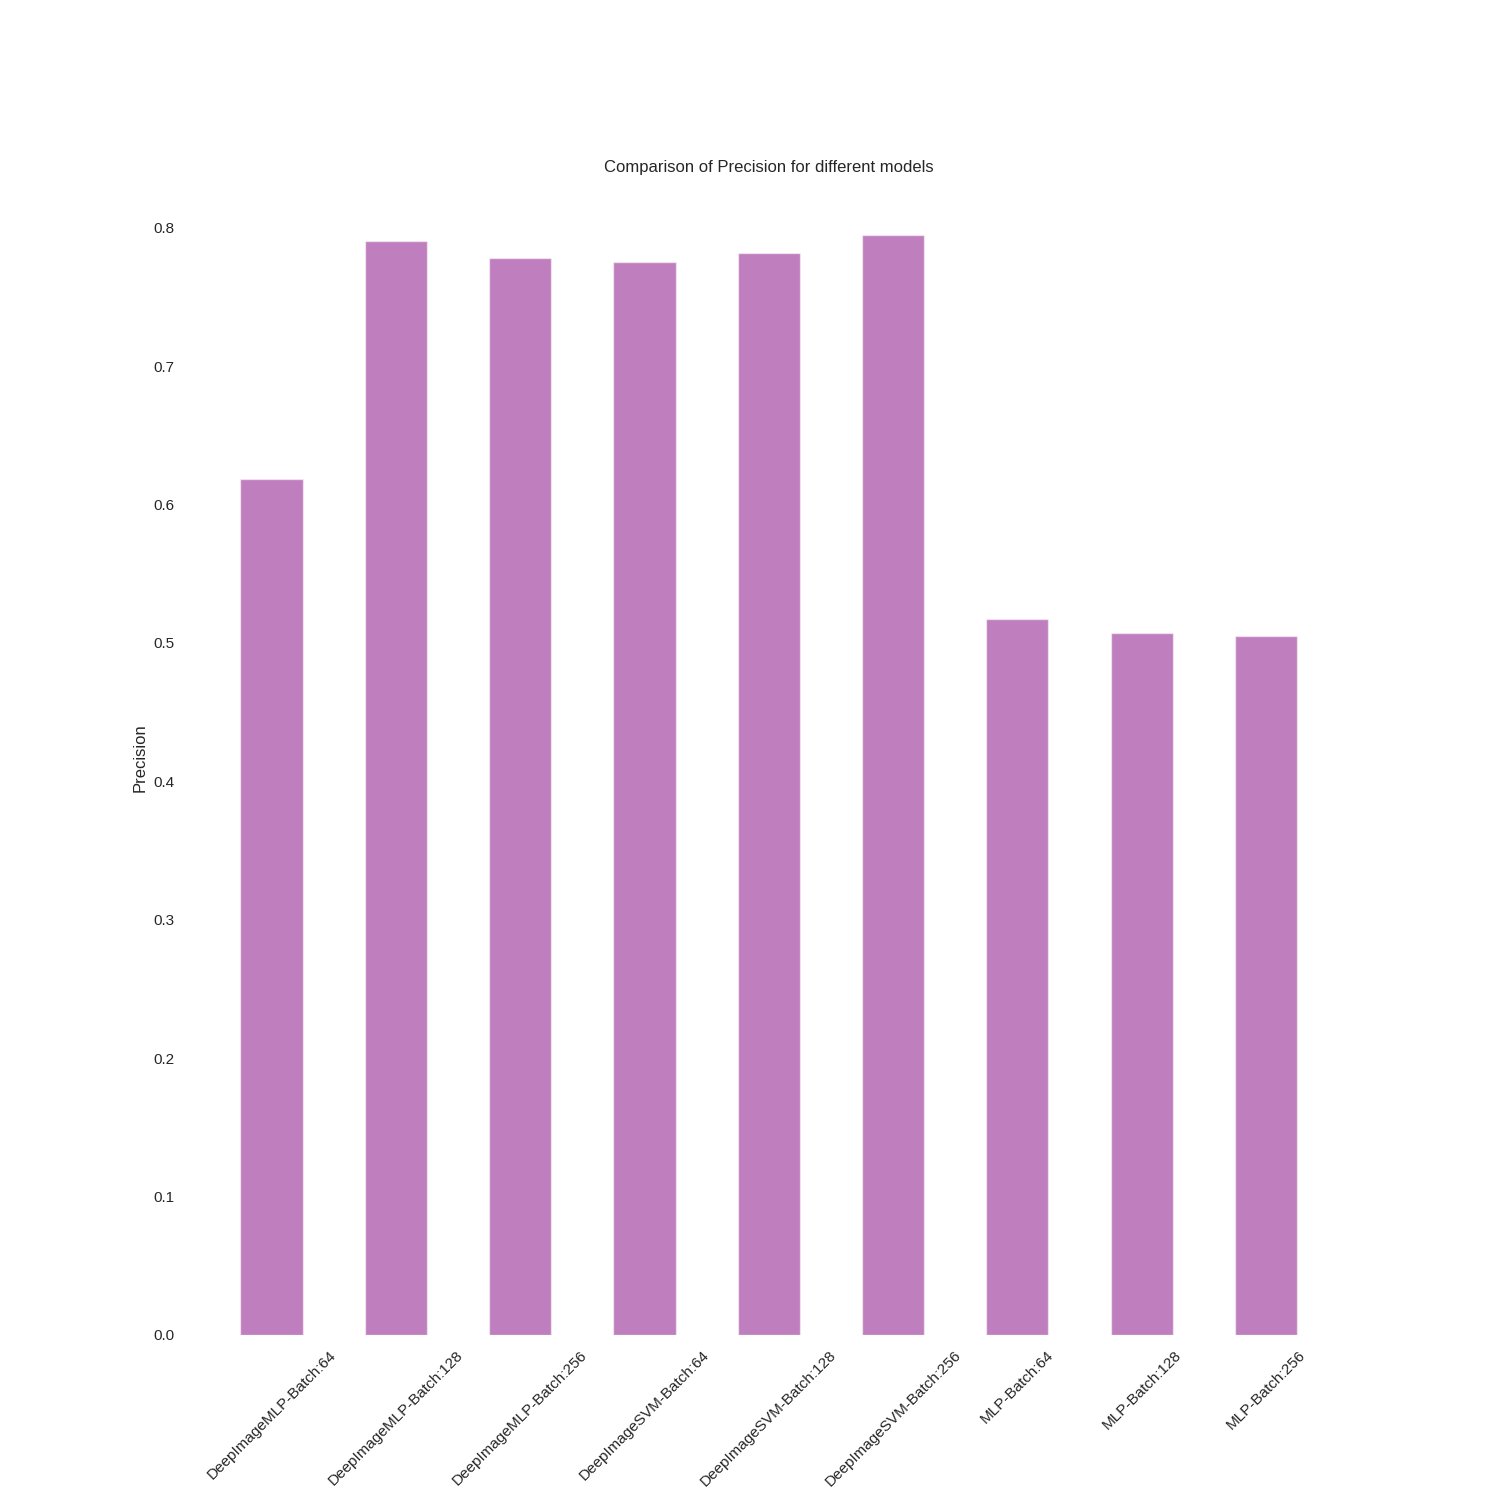 Comparison of Precision for different models
0.8
0.7
0.6
0.5
0.4
0.3
0.2
0.1
0.0
Precision
DeepImageMLP-Batch:64
DeepImageMLP-Batch:128
DeepImageMLP-Batch:256
DeepImageSVM-Batch:64
DeepImageSVM-Batch:128
DeepImageSVM-Batch:256
MLP-Batch:64
MLP-Batch:128
MLP-Batch:256